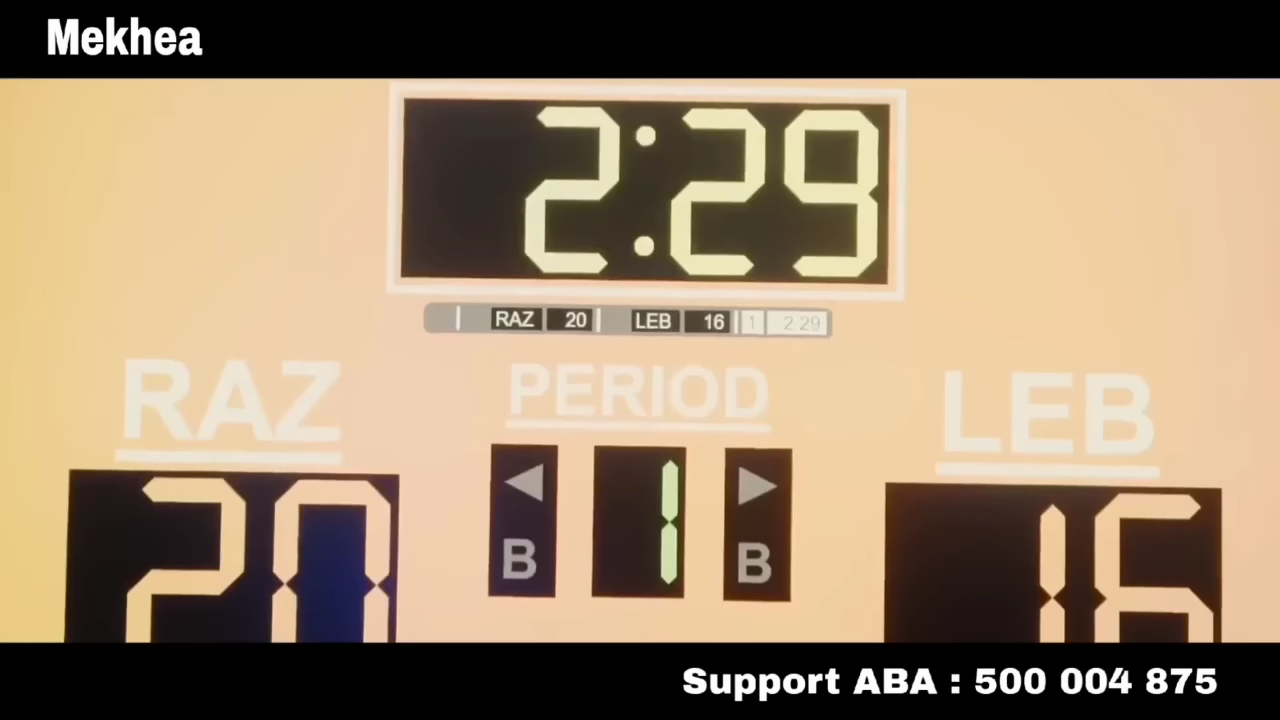 Mekhea
2:29
RAZ 20 LEB 16 1 2.29
RAZ PERIOD LEB
◀ ▶
20 B 1 B 16
Support ABA : 500 004 875